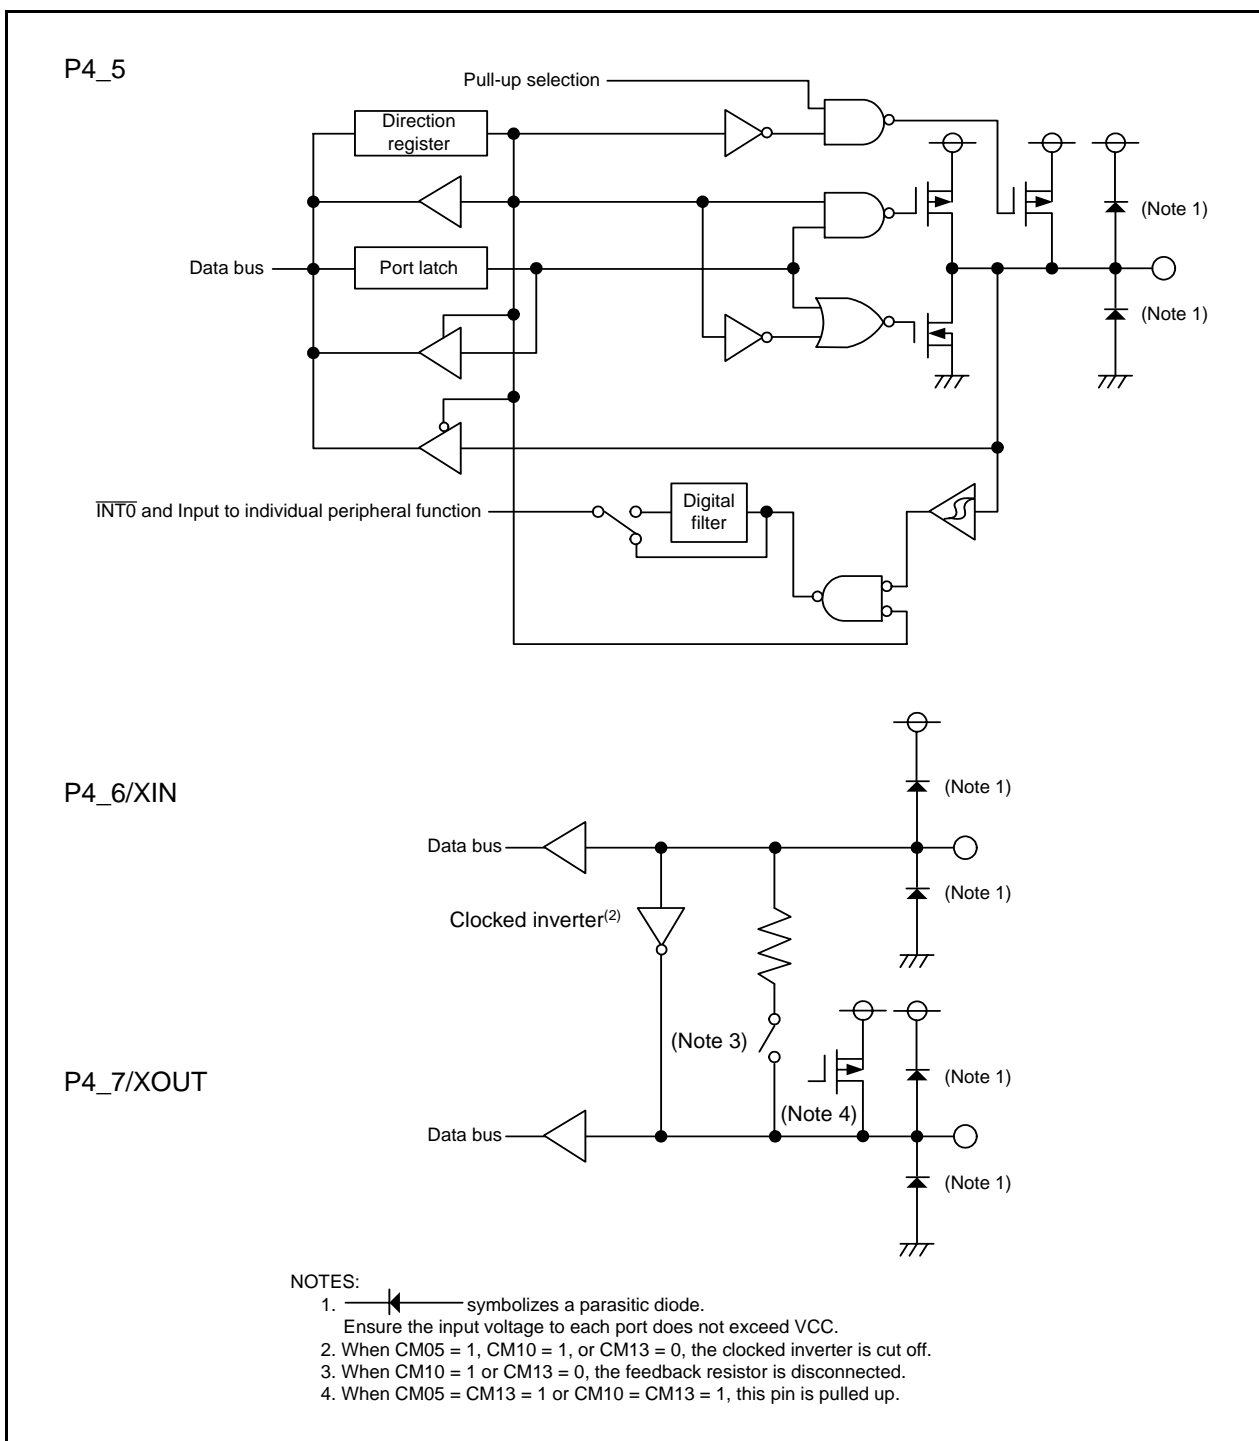 P4_5
Pull-up selection
Direction
register
(Note 1)
Data bus
Port latch
(Note 1)
INT0 and Input to individual peripheral function
Digital
filter
P4_6/XIN
(Note 1)
Data bus
(Note 1)
Clocked inverter(2)
(Note 3)
P4_7/XOUT
(Note 1)
(Note 4)
Data bus
(Note 1)
NOTES:
1. symbolizes a parasitic diode.
Ensure the input voltage to each port does not exceed VCC.
2. When CM05 = 1, CM10 = 1, or CM13 = 0, the clocked inverter is cut off.
3. When CM10 = 1 or CM13 = 0, the feedback resistor is disconnected.
4. When CM05 = CM13 = 1 or CM10 = CM13 = 1, this pin is pulled up.